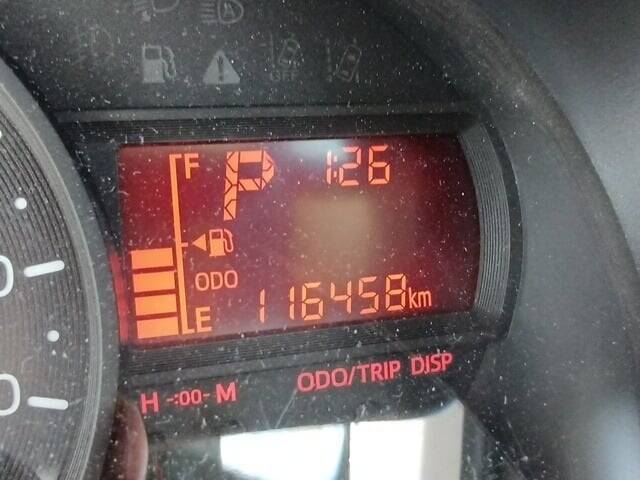 OFF
F P 1:26
ODO
E 116458km
H -:00- M ODO/TRIP DISP